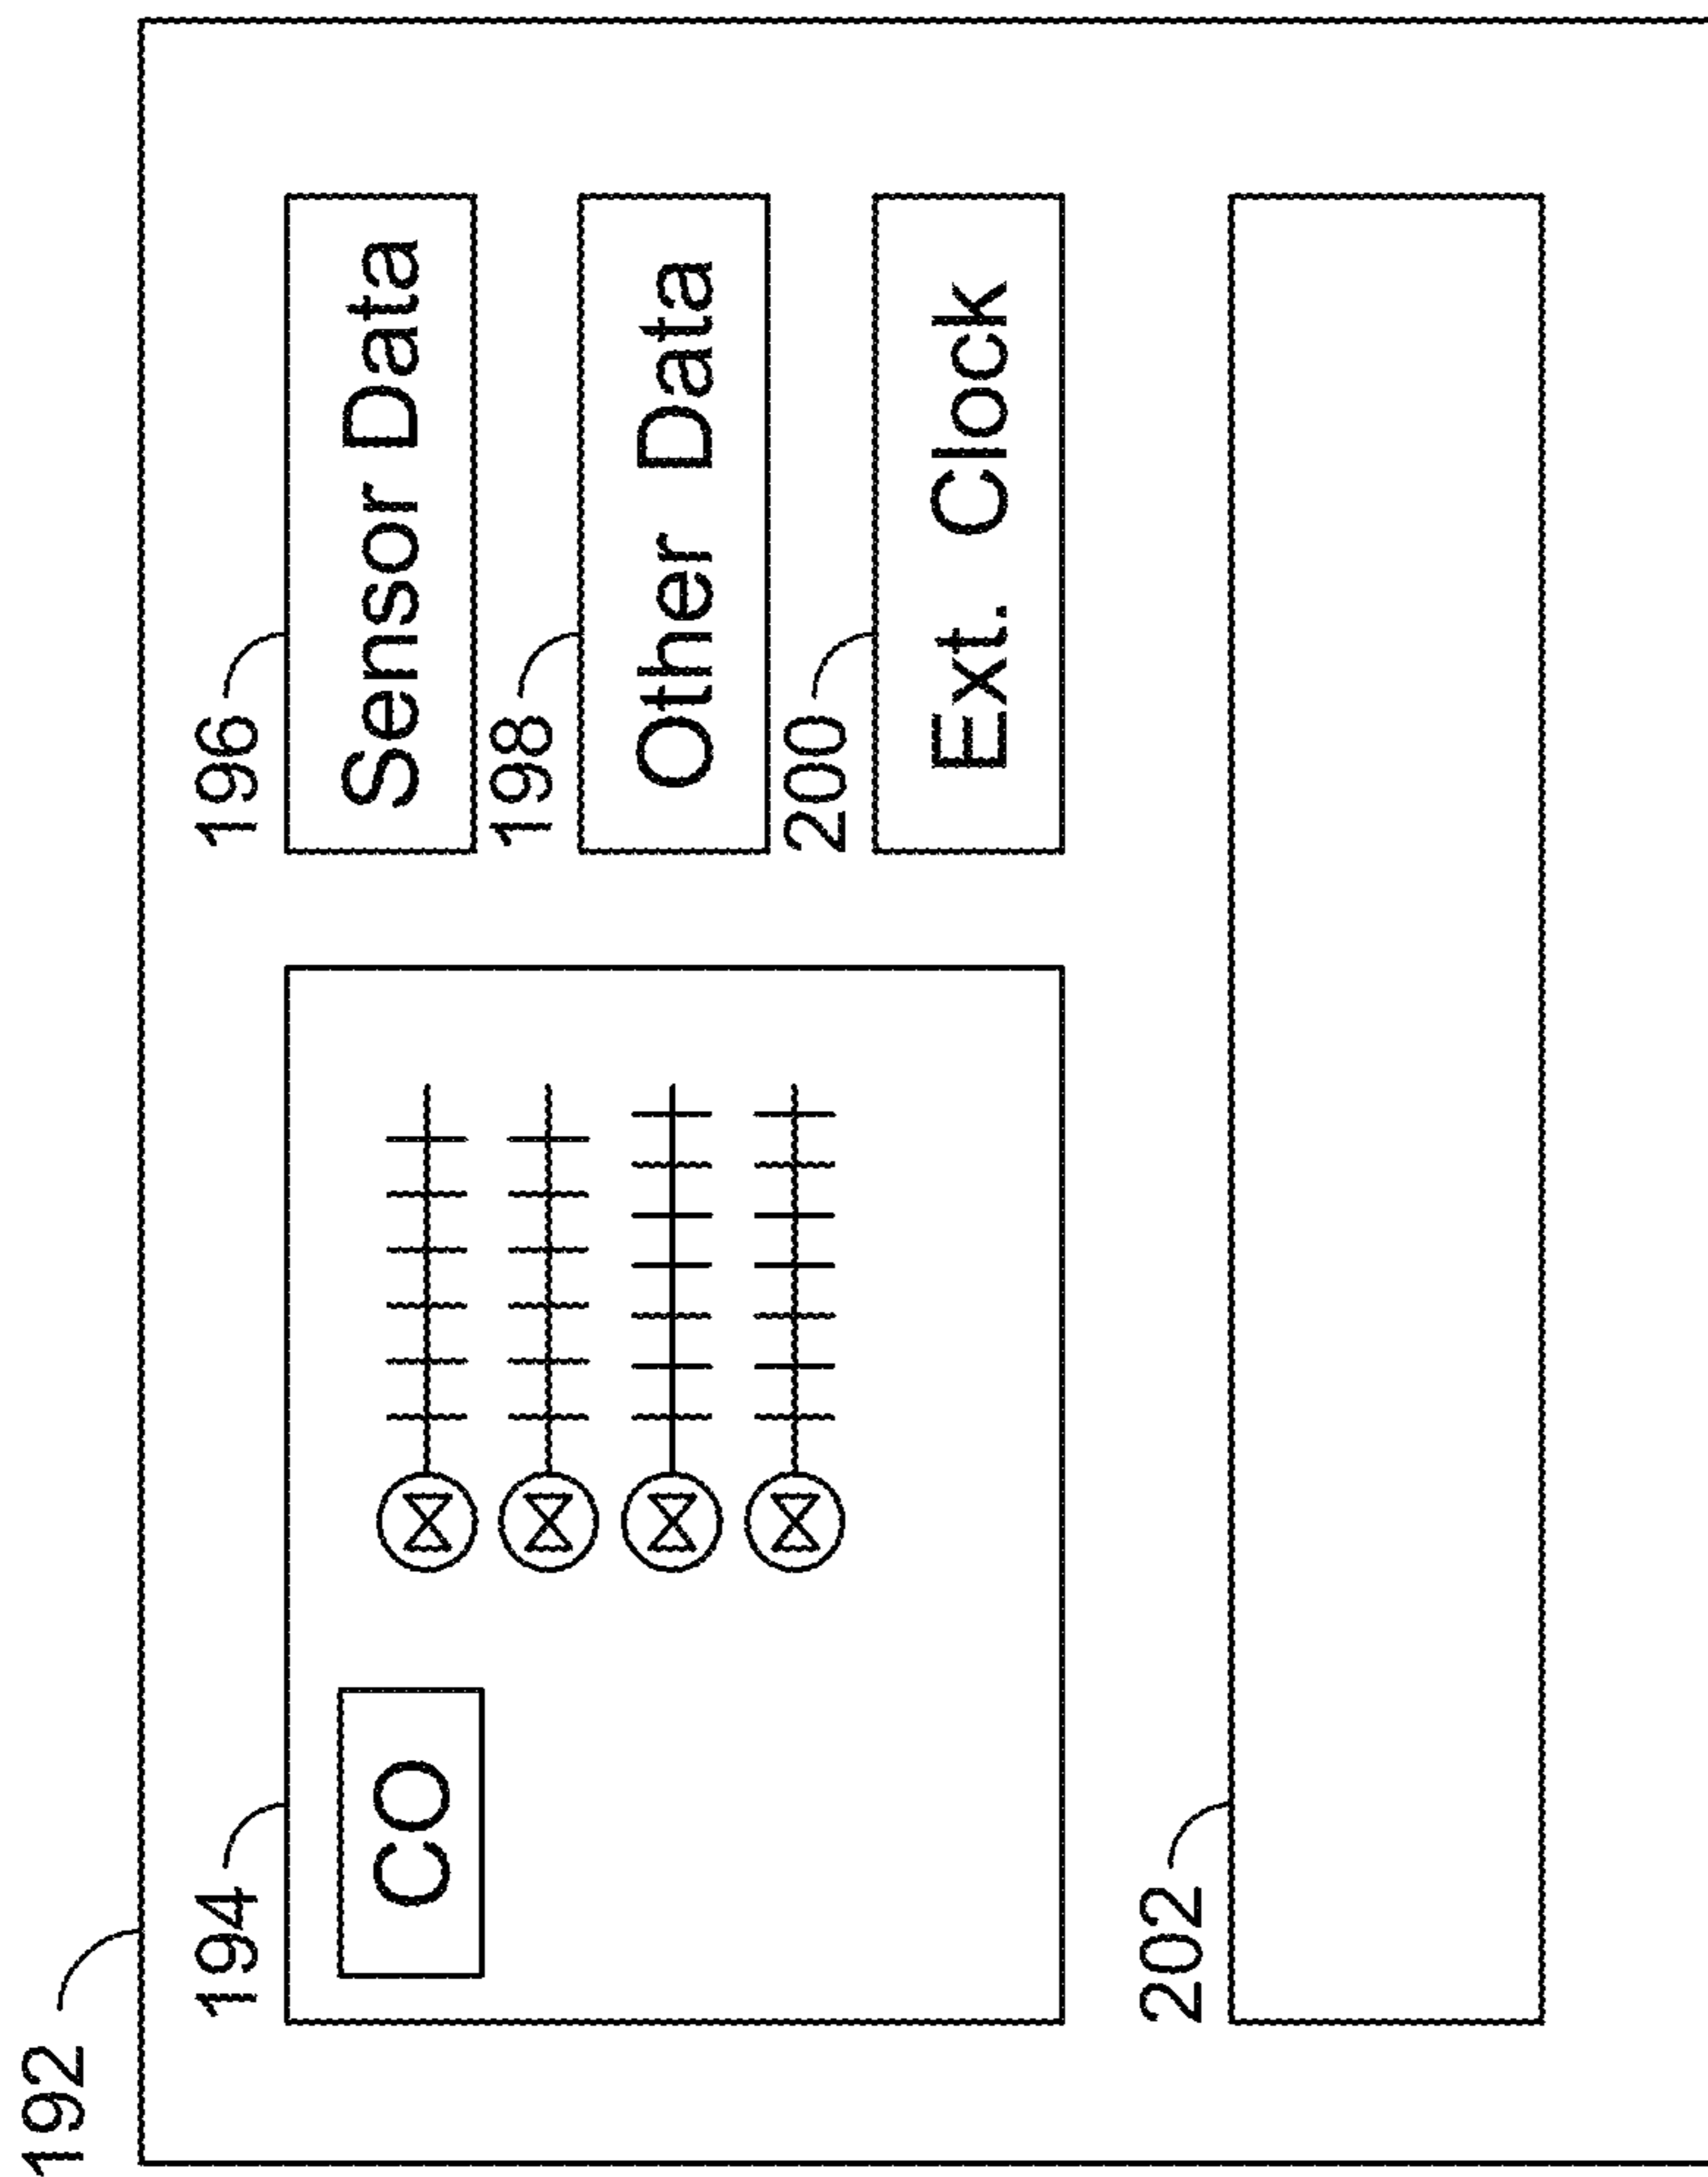 192
194
CO
196
Sensor Data
198
Other Data
200
Ext. Clock
202